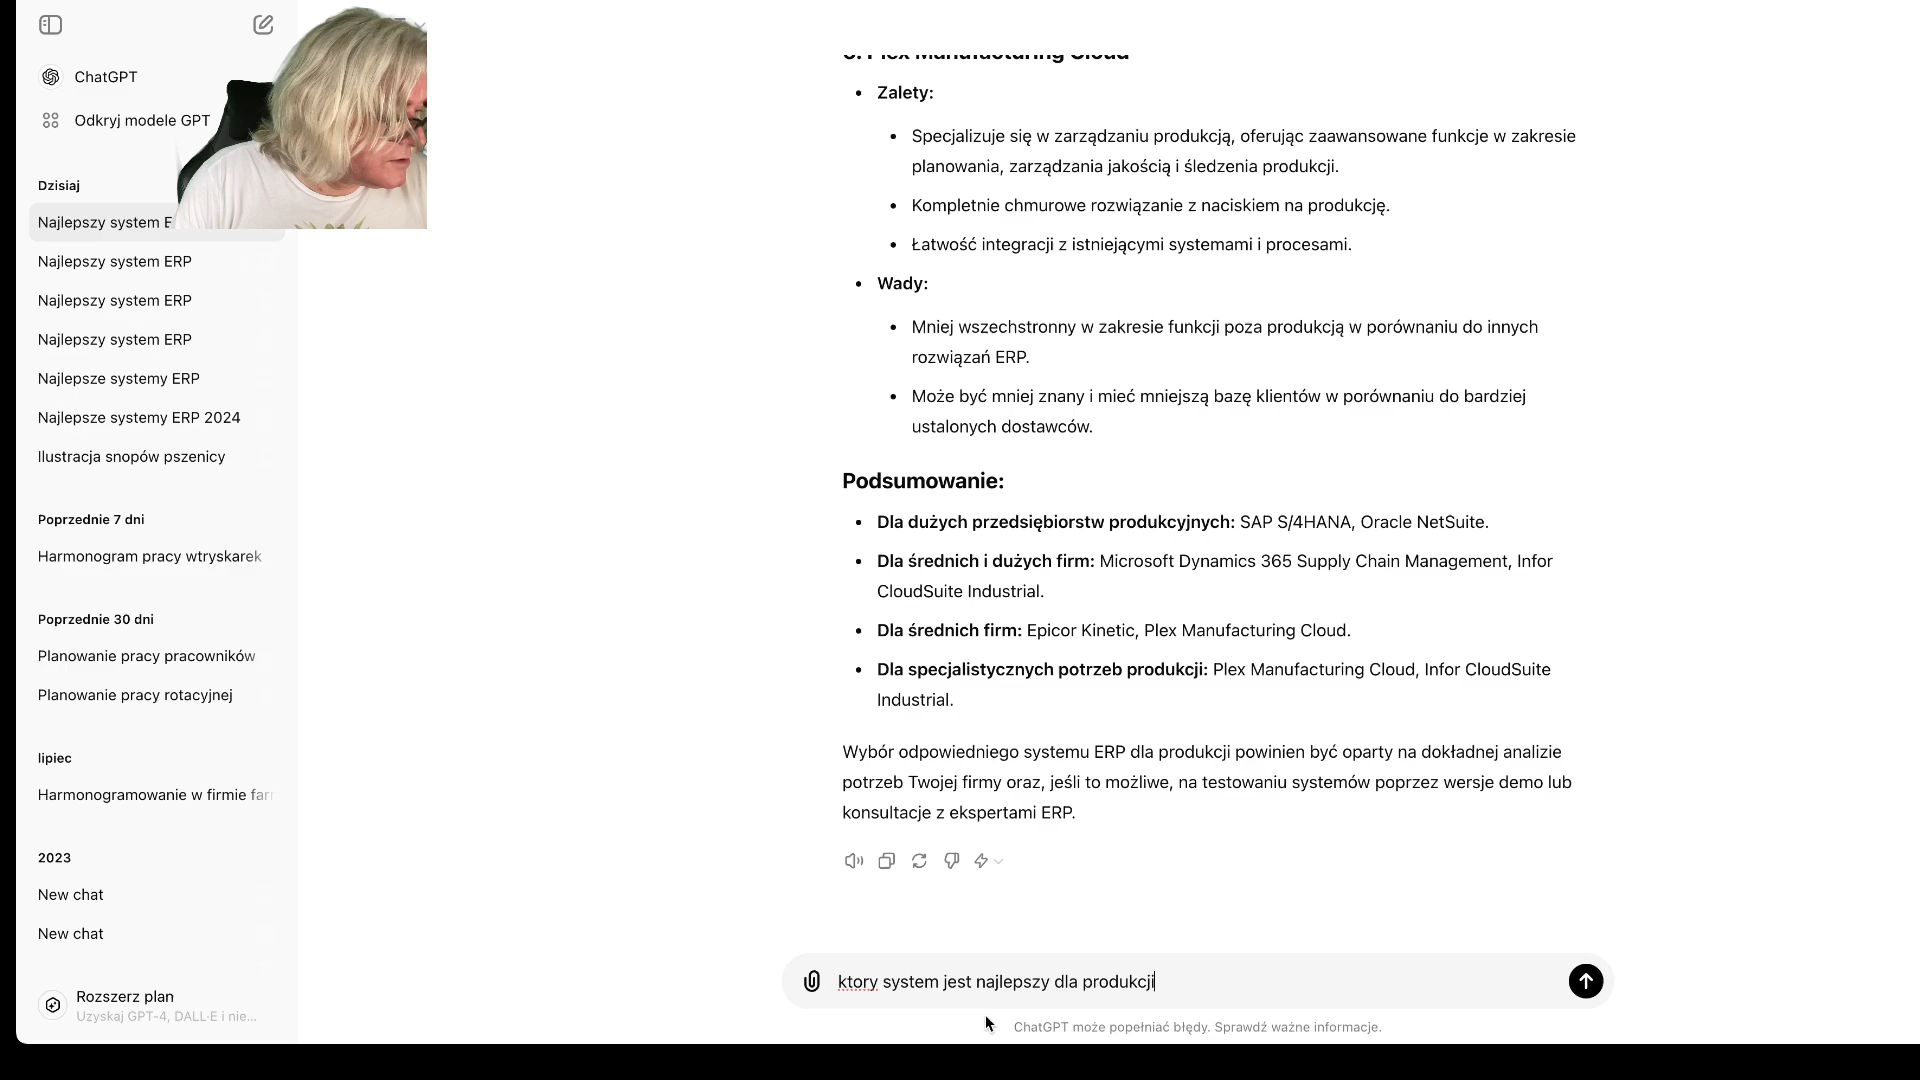 ChatGPT
Odkryj modele GPT
Dzisiaj
Najlepszy system E
Najlepszy system ERP
Najlepszy system ERP
Najlepszy system ERP
Najlepsze systemy ERP
Najlepsze systemy ERP 2024
Ilustracja snopów pszenicy
Poprzednie 7 dni
Harmonogram pracy wtryskarek
Poprzednie 30 dni
Planowanie pracy pracowników
Planowanie pracy rotacyjnej
lipiec
Harmonogramowanie w firmie farm
2023
New chat
New chat
Rozszerz plan
Uzyskaj GPT-4, DALL·E i nie...
Plex Manufacturing Cloud
• Zalety:
• Specjalizuje się w zarządzaniu produkcją, oferując zaawansowane funkcje w zakresie
planowania, zarządzania jakością i śledzenia produkcji.
• Kompletnie chmurowe rozwiązanie z naciskiem na produkcję.
• Łatwość integracji z istniejącymi systemami i procesami.
• Wady:
• Mniej wszechstronny w zakresie funkcji poza produkcją w porównaniu do innych
rozwiązań ERP.
• Może być mniej znany i mieć mniejszą bazę klientów w porównaniu do bardziej
ustalonych dostawców.
Podsumowanie:
• Dla dużych przedsiębiorstw produkcyjnych: SAP S/4HANA, Oracle NetSuite.
• Dla średnich i dużych firm: Microsoft Dynamics 365 Supply Chain Management, Infor
CloudSuite Industrial.
• Dla średnich firm: Epicor Kinetic, Plex Manufacturing Cloud.
• Dla specjalistycznych potrzeb produkcji: Plex Manufacturing Cloud, Infor CloudSuite
Industrial.
Wybór odpowiedniego systemu ERP dla produkcji powinien być oparty na dokładnej analizie
potrzeb Twojej firmy oraz, jeśli to możliwe, na testowaniu systemów poprzez wersje demo lub
konsultacje z ekspertami ERP.
ktory system jest najlepszy dla produkcji
ChatGPT może popełniać błędy. Sprawdź ważne informacje.